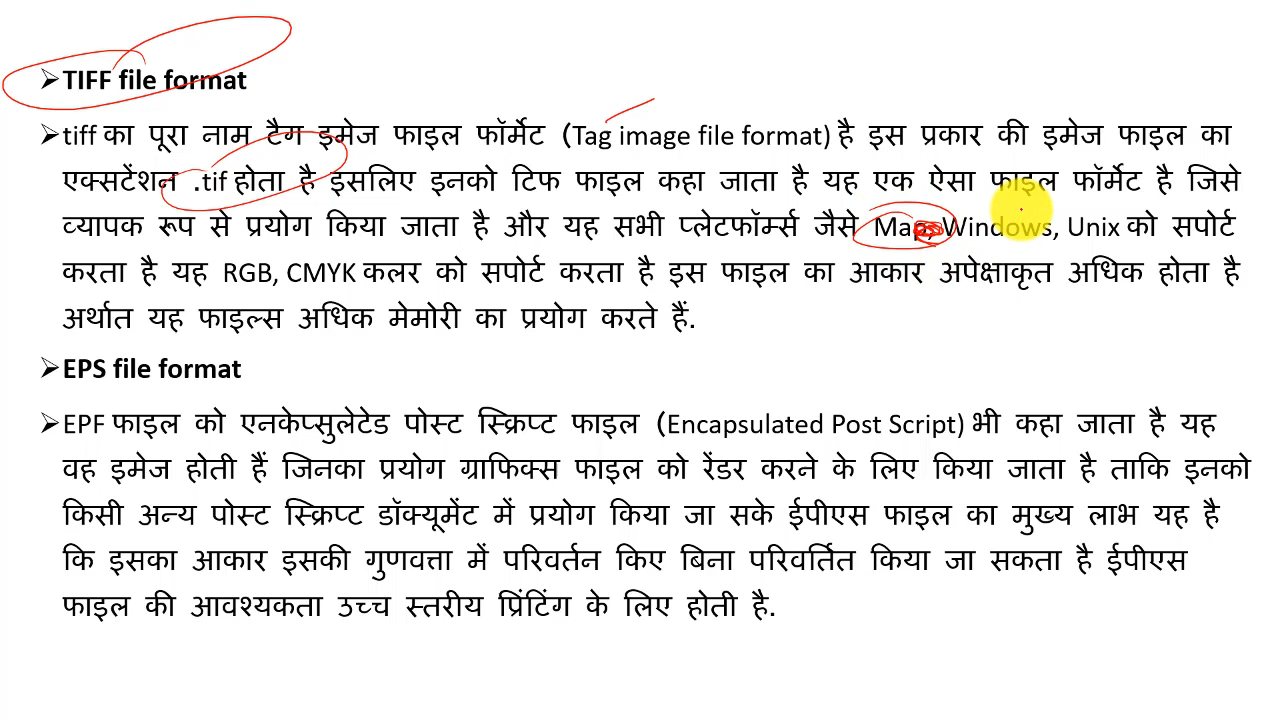 ➢TIFF file format
➢tiff का पूरा नाम टैग इमेज फाइल फॉर्मेट (Tag image file format) है इस प्रकार की इमेज फाइल का
एक्सटेंशन .tif होता है इसलिए इनको टिफ फाइल कहा जाता है यह एक ऐसा फाइल फॉर्मेट है जिसे
व्यापक रूप से प्रयोग किया जाता है और यह सभी प्लेटफॉर्म्स जैसे Map, Windows, Unix को सपोर्ट
करता है यह RGB, CMYK कलर को सपोर्ट करता है इस फाइल का आकार अपेक्षाकृत अधिक होता है
अर्थात यह फाइल्स अधिक मेमोरी का प्रयोग करते हैं.
➢EPS file format
➢EPF फाइल को एनकेप्सुलेटेड पोस्ट स्क्रिप्ट फाइल (Encapsulated Post Script) भी कहा जाता है यह
वह इमेज होती हैं जिनका प्रयोग ग्राफिक्स फाइल को रेंडर करने के लिए किया जाता है ताकि इनको
किसी अन्य पोस्ट स्क्रिप्ट डॉक्यूमेंट में प्रयोग किया जा सके ईपीएस फाइल का मुख्य लाभ यह है
कि इसका आकार इसकी गुणवत्ता में परिवर्तन किए बिना परिवर्तित किया जा सकता है ईपीएस
फाइल की आवश्यकता उच्च स्तरीय प्रिंटिंग के लिए होती है.